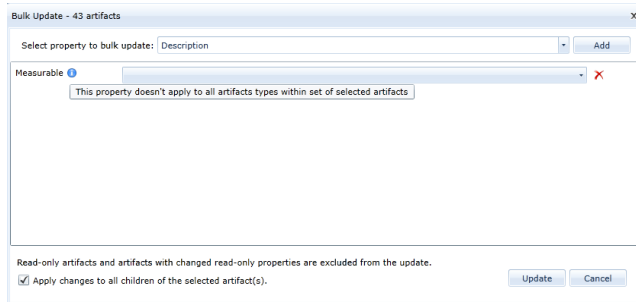 Bulk Update - 43 artifacts x
Select property to bulk update: Description Add
Measurable i
This property doesn't apply to all artifacts types within set of selected artifacts
Read-only artifacts and artifacts with changed read-only properties are excluded from the update.
Apply changes to all children of the selected artifact(s). Update Cancel